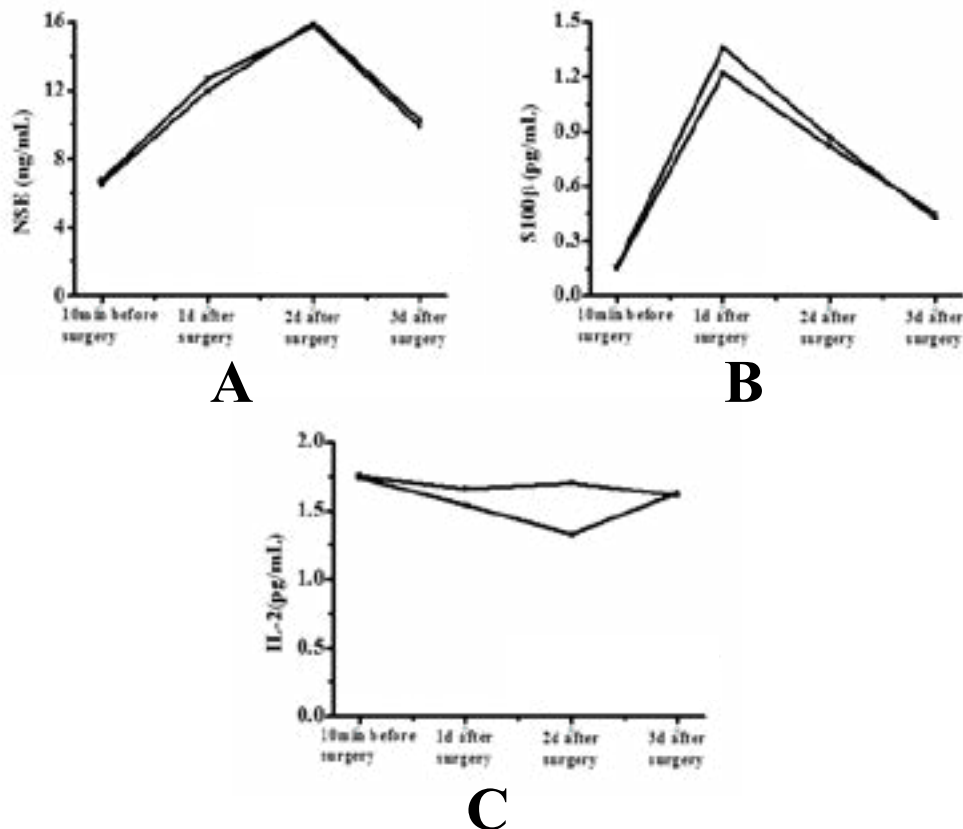 16
12
8
4
0
NSE (ng/mL)
10min before surgery
1d after surgery
2d after surgery
3d after surgery
A
1.5
1.2
0.9
0.6
0.3
0.0
S100β (pg/mL)
10min before surgery
1d after surgery
2d after surgery
3d after surgery
B
2.0
1.5
1.0
0.5
0.0
IL-2(pg/mL)
10min before surgery
1d after surgery
2d after surgery
3d after surgery
C